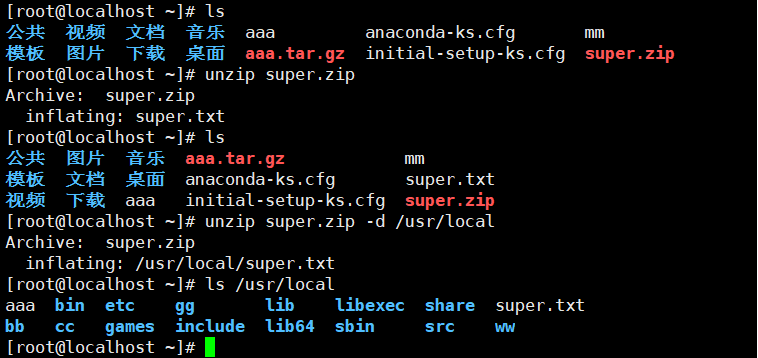 [root@localhost ~]# ls
公共 视频 文档 音乐 aaa anaconda-ks.cfg mm
模板 图片 下载 桌面 aaa.tar.gz initial-setup-ks.cfg super.zip
[root@localhost ~]# unzip super.zip
Archive:  super.zip
  inflating: super.txt
[root@localhost ~]# ls
公共 图片 音乐 aaa.tar.gz mm
模板 文档 桌面 anaconda-ks.cfg super.txt
视频 下载 aaa initial-setup-ks.cfg super.zip
[root@localhost ~]# unzip super.zip -d /usr/local
Archive:  super.zip
  inflating: /usr/local/super.txt
[root@localhost ~]# ls /usr/local
aaa bin etc gg lib libexec share super.txt
bb cc games include lib64 sbin src ww
[root@localhost ~]#